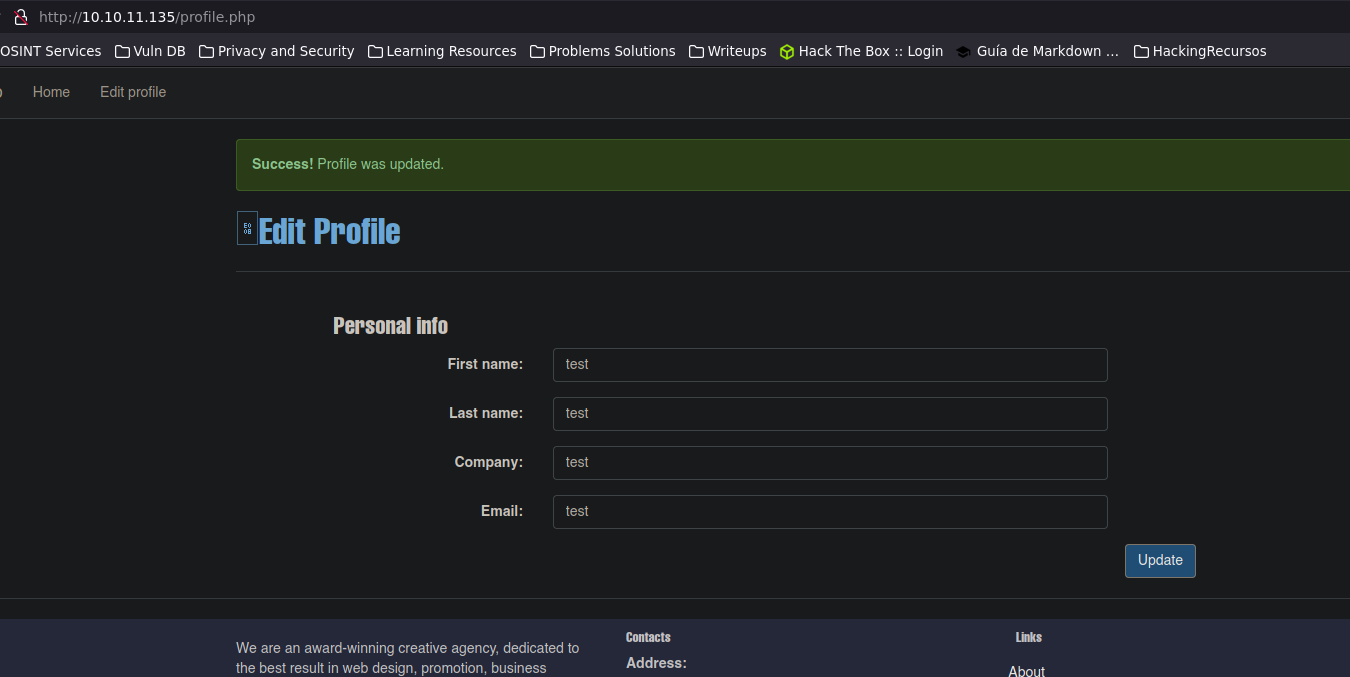 http://10.10.11.135/profile.php
OSINT Services Vuln DB Privacy and Security Learning Resources Problems Solutions Writeups Hack The Box :: Login Guía de Markdown ... HackingRecursos
Home Edit profile
Success! Profile was updated.
Edit Profile
Personal info
First name: test
Last name: test
Company: test
Email: test
Update
We are an award-winning creative agency, dedicated to
the best result in web design, promotion, business
Contacts
Address:
Links
About